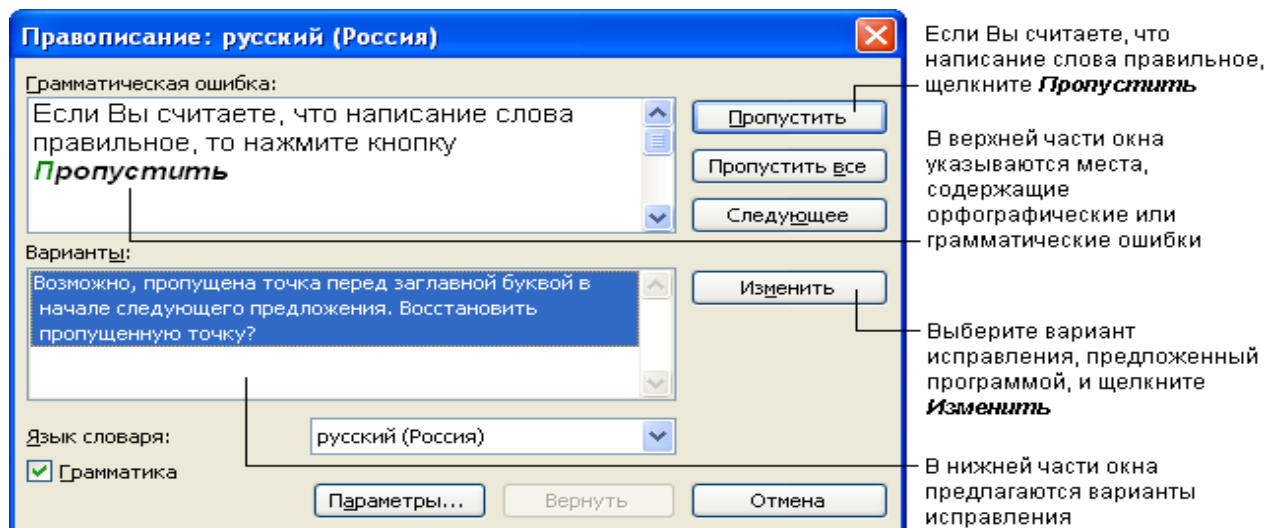 Правописание: русский (Россия)
Грамматическая ошибка:
Если Вы считаете, что написание слова
правильное, то нажмите кнопку
Пропустить
Пропустить
Пропустить все
Следующее
Варианты:
Возможно, пропущена точка перед заглавной буквой в
начале следующего предложения. Восстановить
пропущенную точку?
Изменить
Язык словаря:
русский (Россия)
Грамматика
Параметры...
Вернуть
Отмена
Если Вы считаете, что
написание слова правильное,
щелкните Пропустить
В верхней части окна
указываются места,
содержащие
орфографические или
грамматические ошибки
Выберите вариант
исправления, предложенный
программой, и щелкните
Изменить
В нижней части окна
предлагаются варианты
исправления